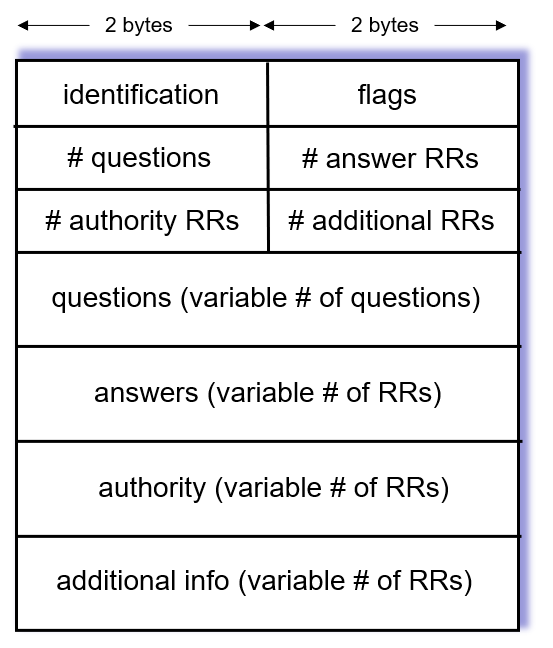 2 bytes 2 bytes
identification flags
# questions # answer RRs
# authority RRs # additional RRs
questions (variable # of questions)
answers (variable # of RRs)
authority (variable # of RRs)
additional info (variable # of RRs)